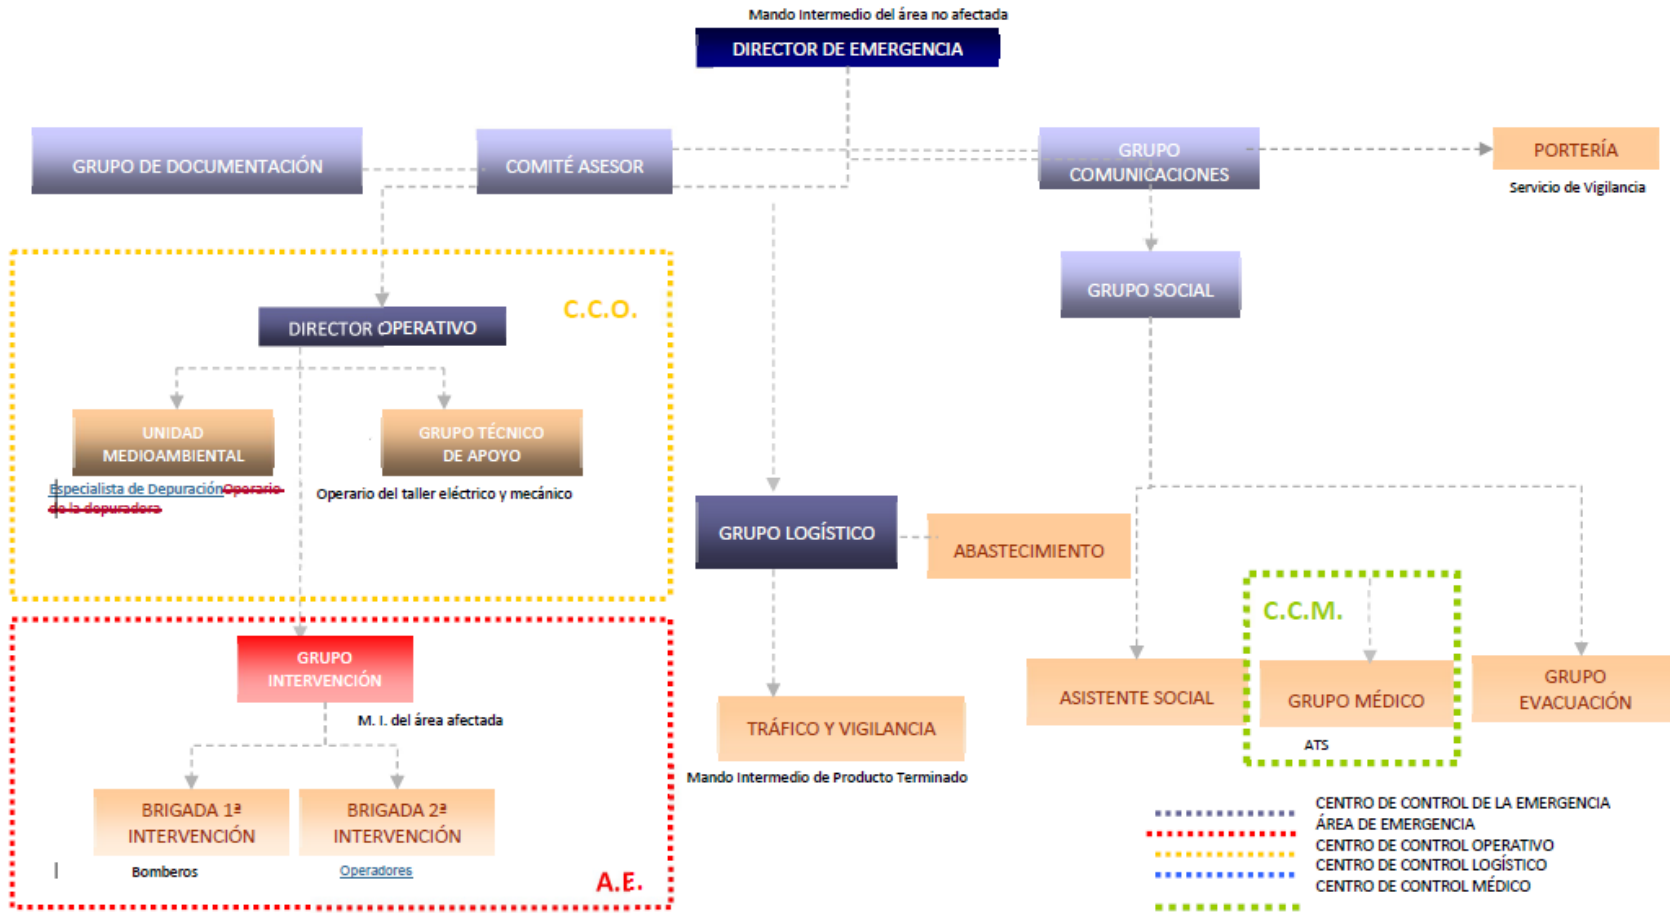 Mando Intermedio del área no afectada
DIRECTOR DE EMERGENCIA
GRUPO DE DOCUMENTACIÓN
COMITÉ ASESOR
GRUPO
COMUNICACIONES
PORTERÍA
Servicio de Vigilancia
GRUPO SOCIAL
C.C.O.
DIRECTOR OPERATIVO
UNIDAD
MEDIOAMBIENTAL
GRUPO TÉCNICO
DE APOYO
Especialista de DepuraciónOperario
de la depuradora
Operario del taller eléctrico y mecánico
GRUPO LOGÍSTICO
ABASTECIMIENTO
C.C.M.
GRUPO
INTERVENCIÓN
M. I. del área afectada
TRÁFICO Y VIGILANCIA
Mando Intermedio de Producto Terminado
ASISTENTE SOCIAL
GRUPO MÉDICO
ATS
GRUPO
EVACUACIÓN
BRIGADA 1ª
INTERVENCIÓN
Bomberos
BRIGADA 2ª
INTERVENCIÓN
Operadores
A.E.
CENTRO DE CONTROL DE LA EMERGENCIA
ÁREA DE EMERGENCIA
CENTRO DE CONTROL OPERATIVO
CENTRO DE CONTROL LOGÍSTICO
CENTRO DE CONTROL MÉDICO